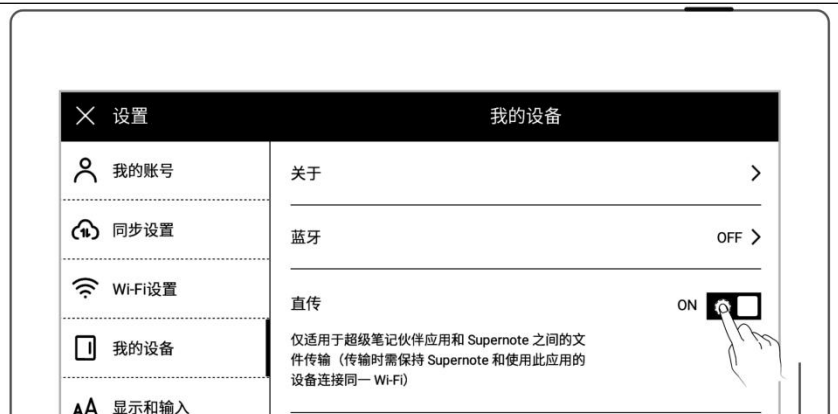 设置
我的设备
我的账号
同步设置
Wi-Fi设置
我的设备
显示和输入
关于
蓝牙
OFF
直传
ON
仅适用于超级笔记伙伴应用和 Supernote 之间的文
件传输（传输时需保持 Supernote 和使用此应用的
设备连接同一 Wi-Fi）